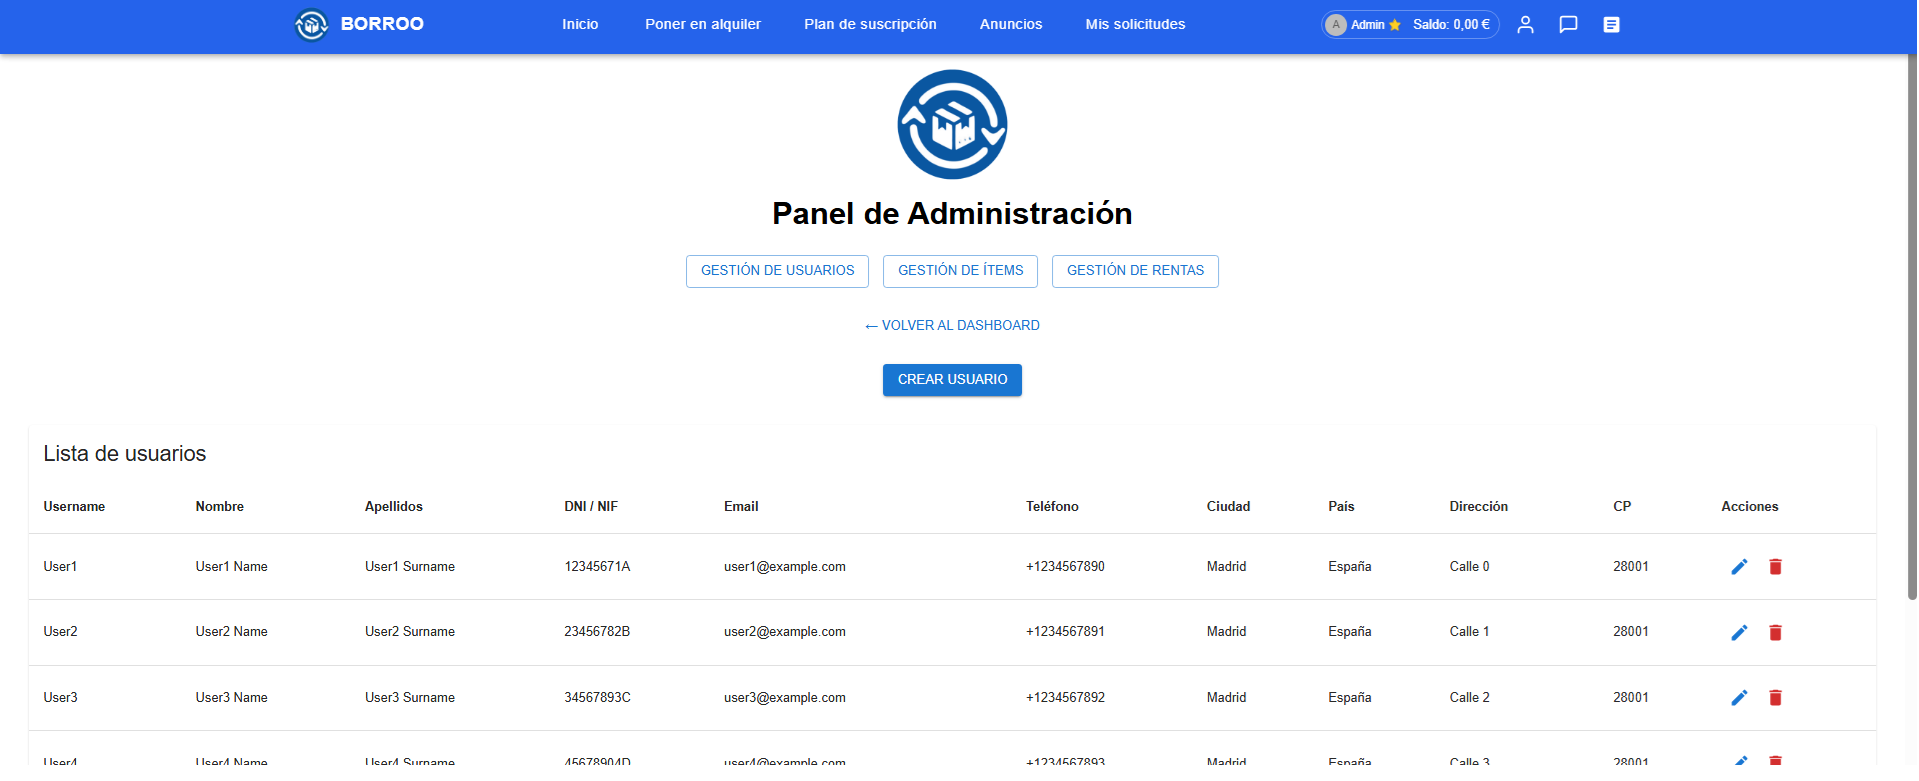 BORROO Inicio Poner en alquiler Plan de suscripción Anuncios Mis solicitudes A Admin Saldo: 0,00 €
Panel de Administración
GESTIÓN DE USUARIOS GESTIÓN DE ÍTEMS GESTIÓN DE RENTAS
← VOLVER AL DASHBOARD
CREAR USUARIO
Lista de usuarios
Username Nombre Apellidos DNI / NIF Email Teléfono Ciudad País Dirección CP Acciones
User1 User1 Name User1 Surname 12345671A user1@example.com +1234567890 Madrid España Calle 0 28001
User2 User2 Name User2 Surname 23456782B user2@example.com +1234567891 Madrid España Calle 1 28001
User3 User3 Name User3 Surname 34567893C user3@example.com +1234567892 Madrid España Calle 2 28001
User4 User4 Name User4 Surname 45678904D user4@example.com +1234567893 Madrid España Calle 3 28001